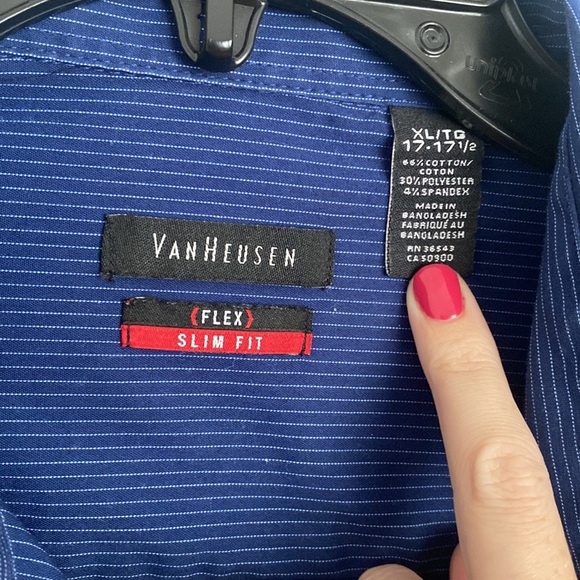 XL/TG
17-17 1/2
66% COTTON/
COTON
30% POLYESTER
4% SPANDEX
MADE IN
BANGLADESH
FABRIQUÉ AU
BANGLADESH
RN 36543
CA 50900
VANHEUSEN
(FLEX)
SLIM FIT